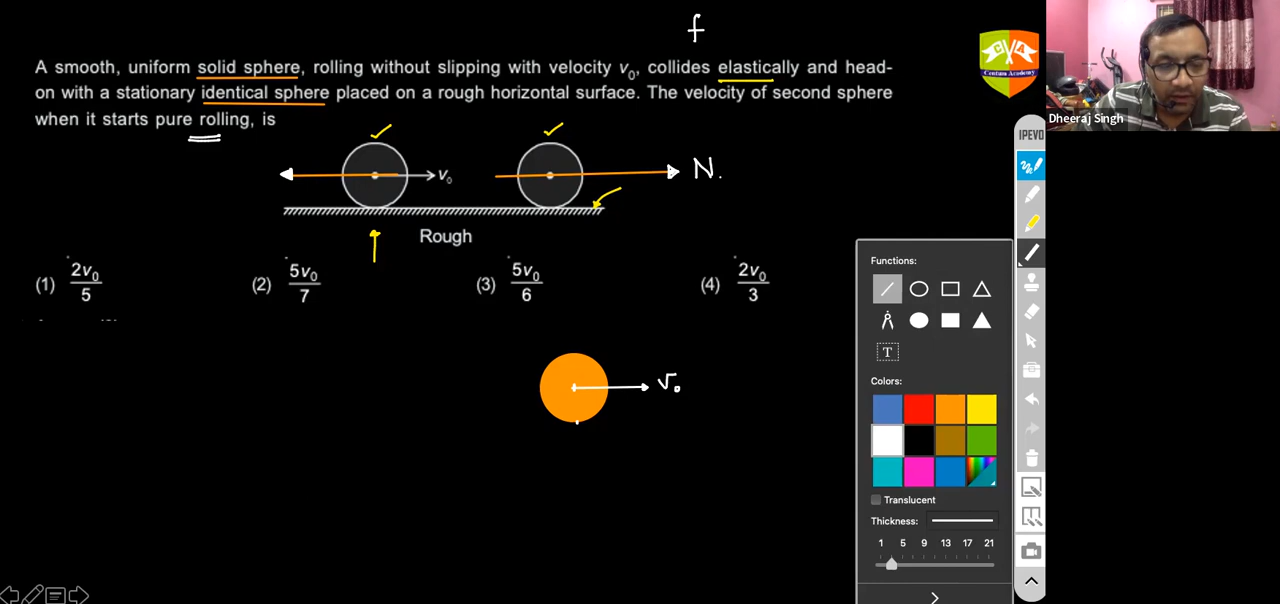 f
A smooth, uniform solid sphere, rolling without slipping with velocity v₀, collides elastically and head-
on with a stationary identical sphere placed on a rough horizontal surface. The velocity of second sphere
when it starts pure rolling, is
v₀
N.
Rough
(1) 2v₀/5 (2) 5v₀/7 (3) 5v₀/6 (4) 2v₀/3
v₀
C A
Centum Academy
Dheeraj Singh
IPEVO
Functions:
T
Colors:
Translucent
Thickness:
1 5 9 13 17 21